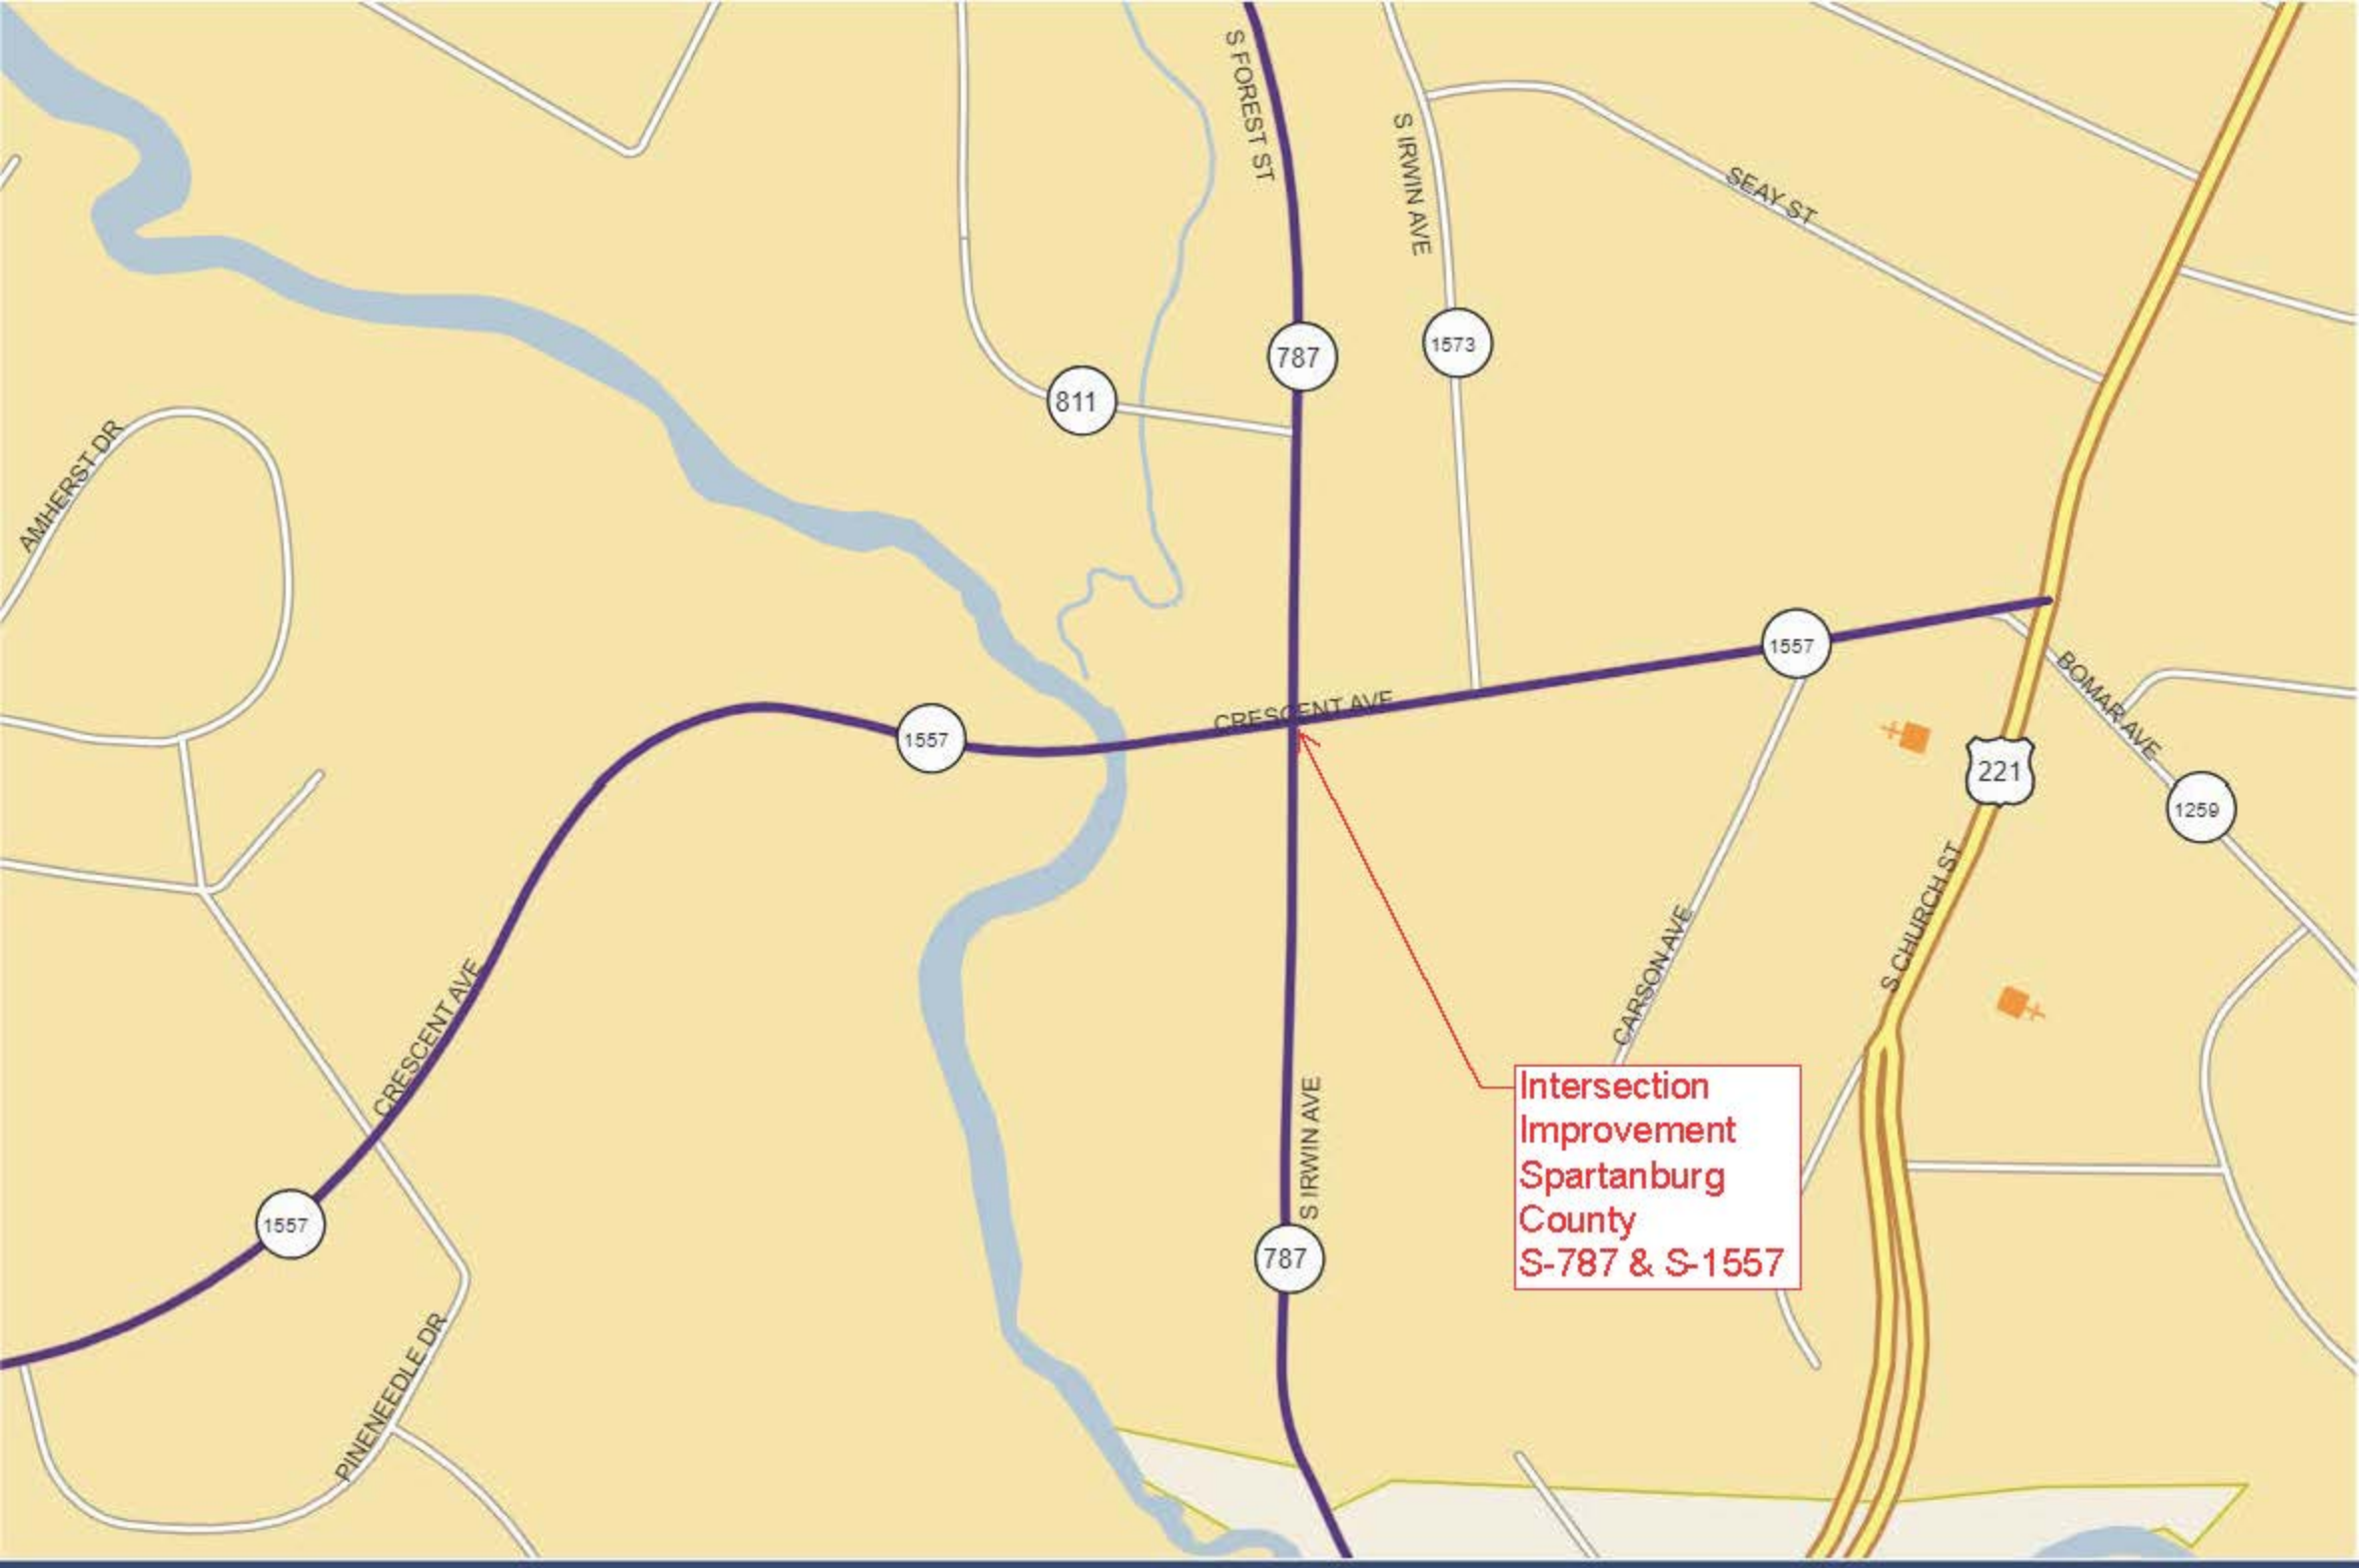 S FOREST ST
S IRWIN AVE
SEAY ST
787
1573
811
AMHERST DR
1557
CRESCENT AVE
1557
BOMAR AVE
221
1259
S CHURCH ST
CARSON AVE
CRESCENT AVE
Intersection
Improvement
Spartanburg
County
S-787 & S-1557
S IRWIN AVE
1557
787
PINENEEDLE DR